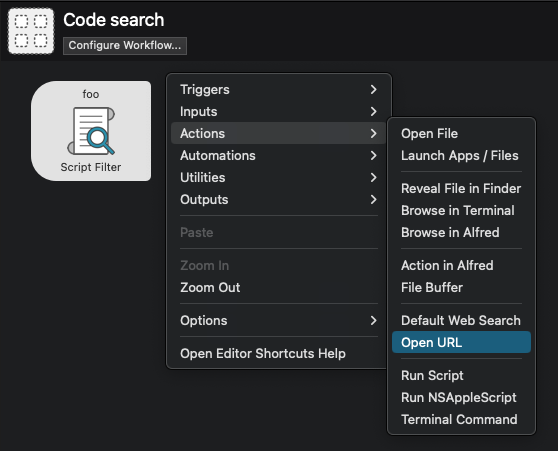 Code search
Configure Workflow...
foo
Script Filter
Triggers
Inputs
Actions
Automations
Utilities
Outputs
Paste
Zoom In
Zoom Out
Options
Open Editor Shortcuts Help
Open File
Launch Apps / Files
Reveal File in Finder
Browse in Terminal
Browse in Alfred
Action in Alfred
File Buffer
Default Web Search
Open URL
Run Script
Run NSAppleScript
Terminal Command